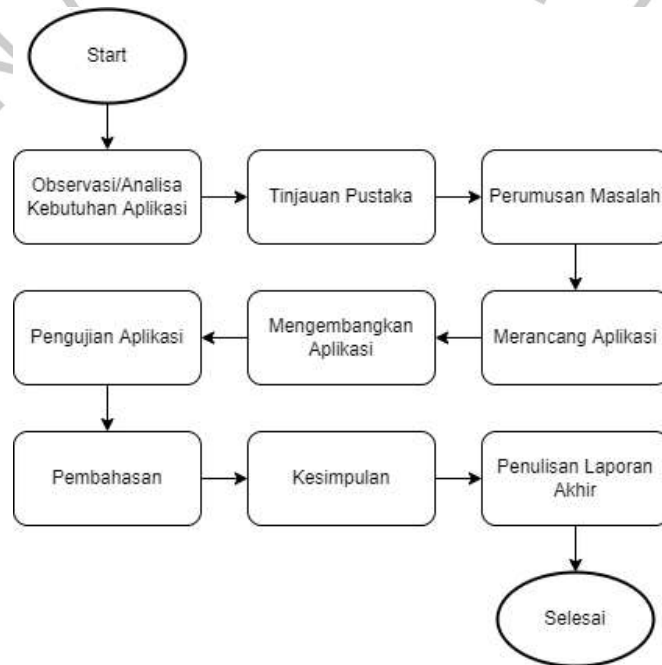 Start
Observasi/Analisa
Kebutuhan Aplikasi
Tinjauan Pustaka
Perumusan Masalah
Merancang Aplikasi
Mengembangkan
Aplikasi
Pengujian Aplikasi
Pembahasan
Kesimpulan
Penulisan Laporan
Akhir
Selesai